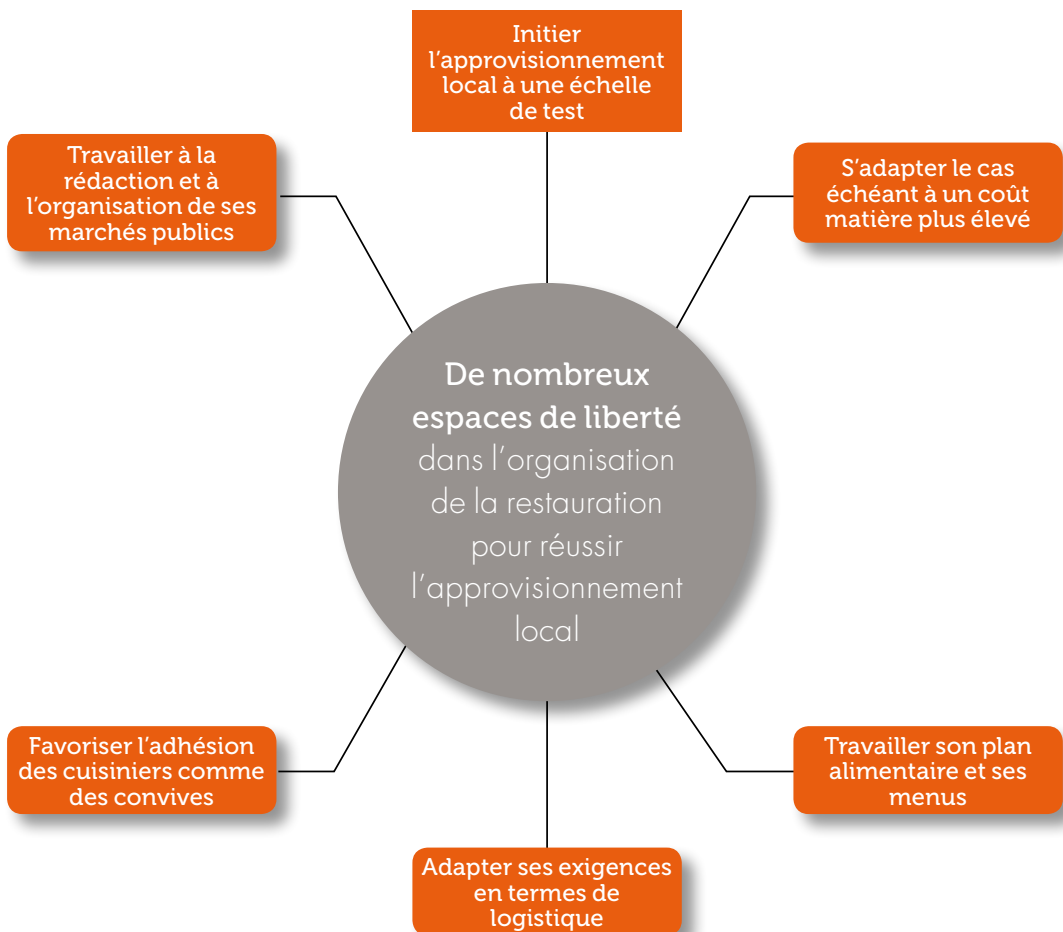 Initier
l’approvisionnement
local à une échelle
de test
Travailler à la
rédaction et à
l’organisation de ses
marchés publics
S’adapter le cas
échéant à un coût
matière plus élevé
De nombreux
espaces de liberté
dans l’organisation
de la restauration
pour réussir
l’approvisionnement
local
Favoriser l’adhésion
des cuisiniers comme
des convives
Travailler son plan
alimentaire et ses
menus
Adapter ses exigences
en termes de
logistique